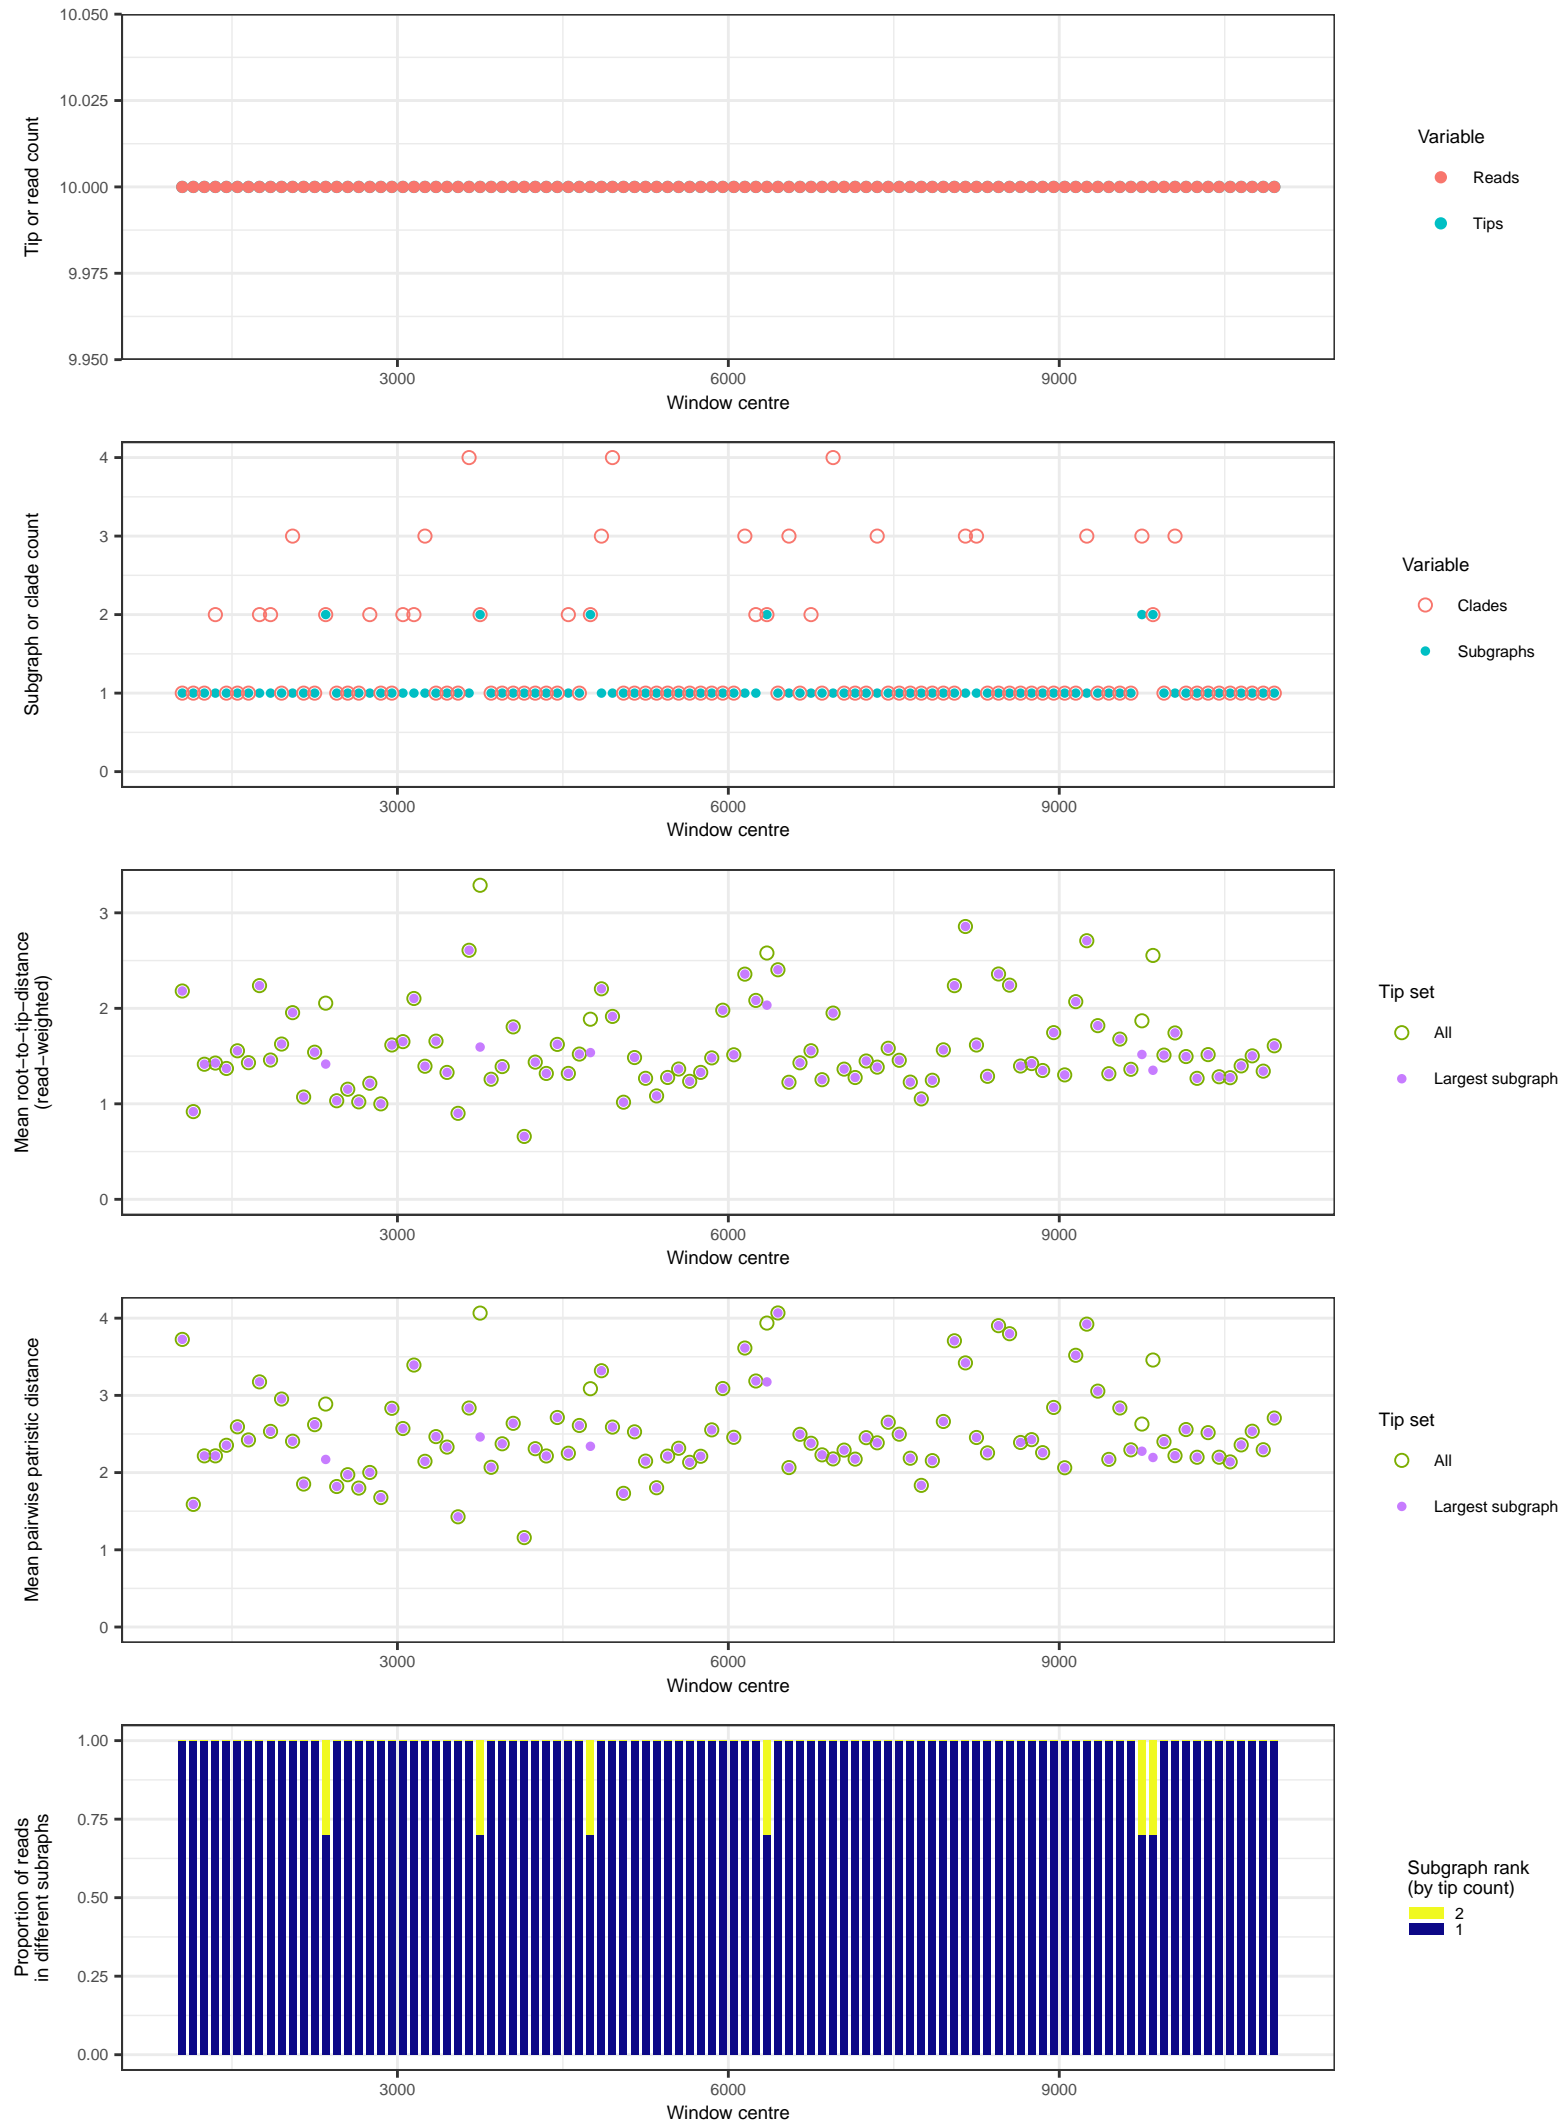 10.050
10.025
10.000
9.975
9.950
Tip or read count
3000
6000
9000
Window centre
Variable
Reads
Tips
4
3
2
1
0
Subgraph or clade count
3000
6000
9000
Window centre
Variable
Clades
Subgraphs
3
2
1
0
Mean root−to−tip−distance
(read−weighted)
3000
6000
9000
Window centre
Tip set
All
Largest subgraph
4
3
2
1
0
Mean pairwise patristic distance
3000
6000
9000
Window centre
Tip set
All
Largest subgraph
1.00
0.75
0.50
0.25
0.00
Proportion of reads
in different subraphs
3000
6000
9000
Window centre
Subgraph rank
(by tip count)
2
1